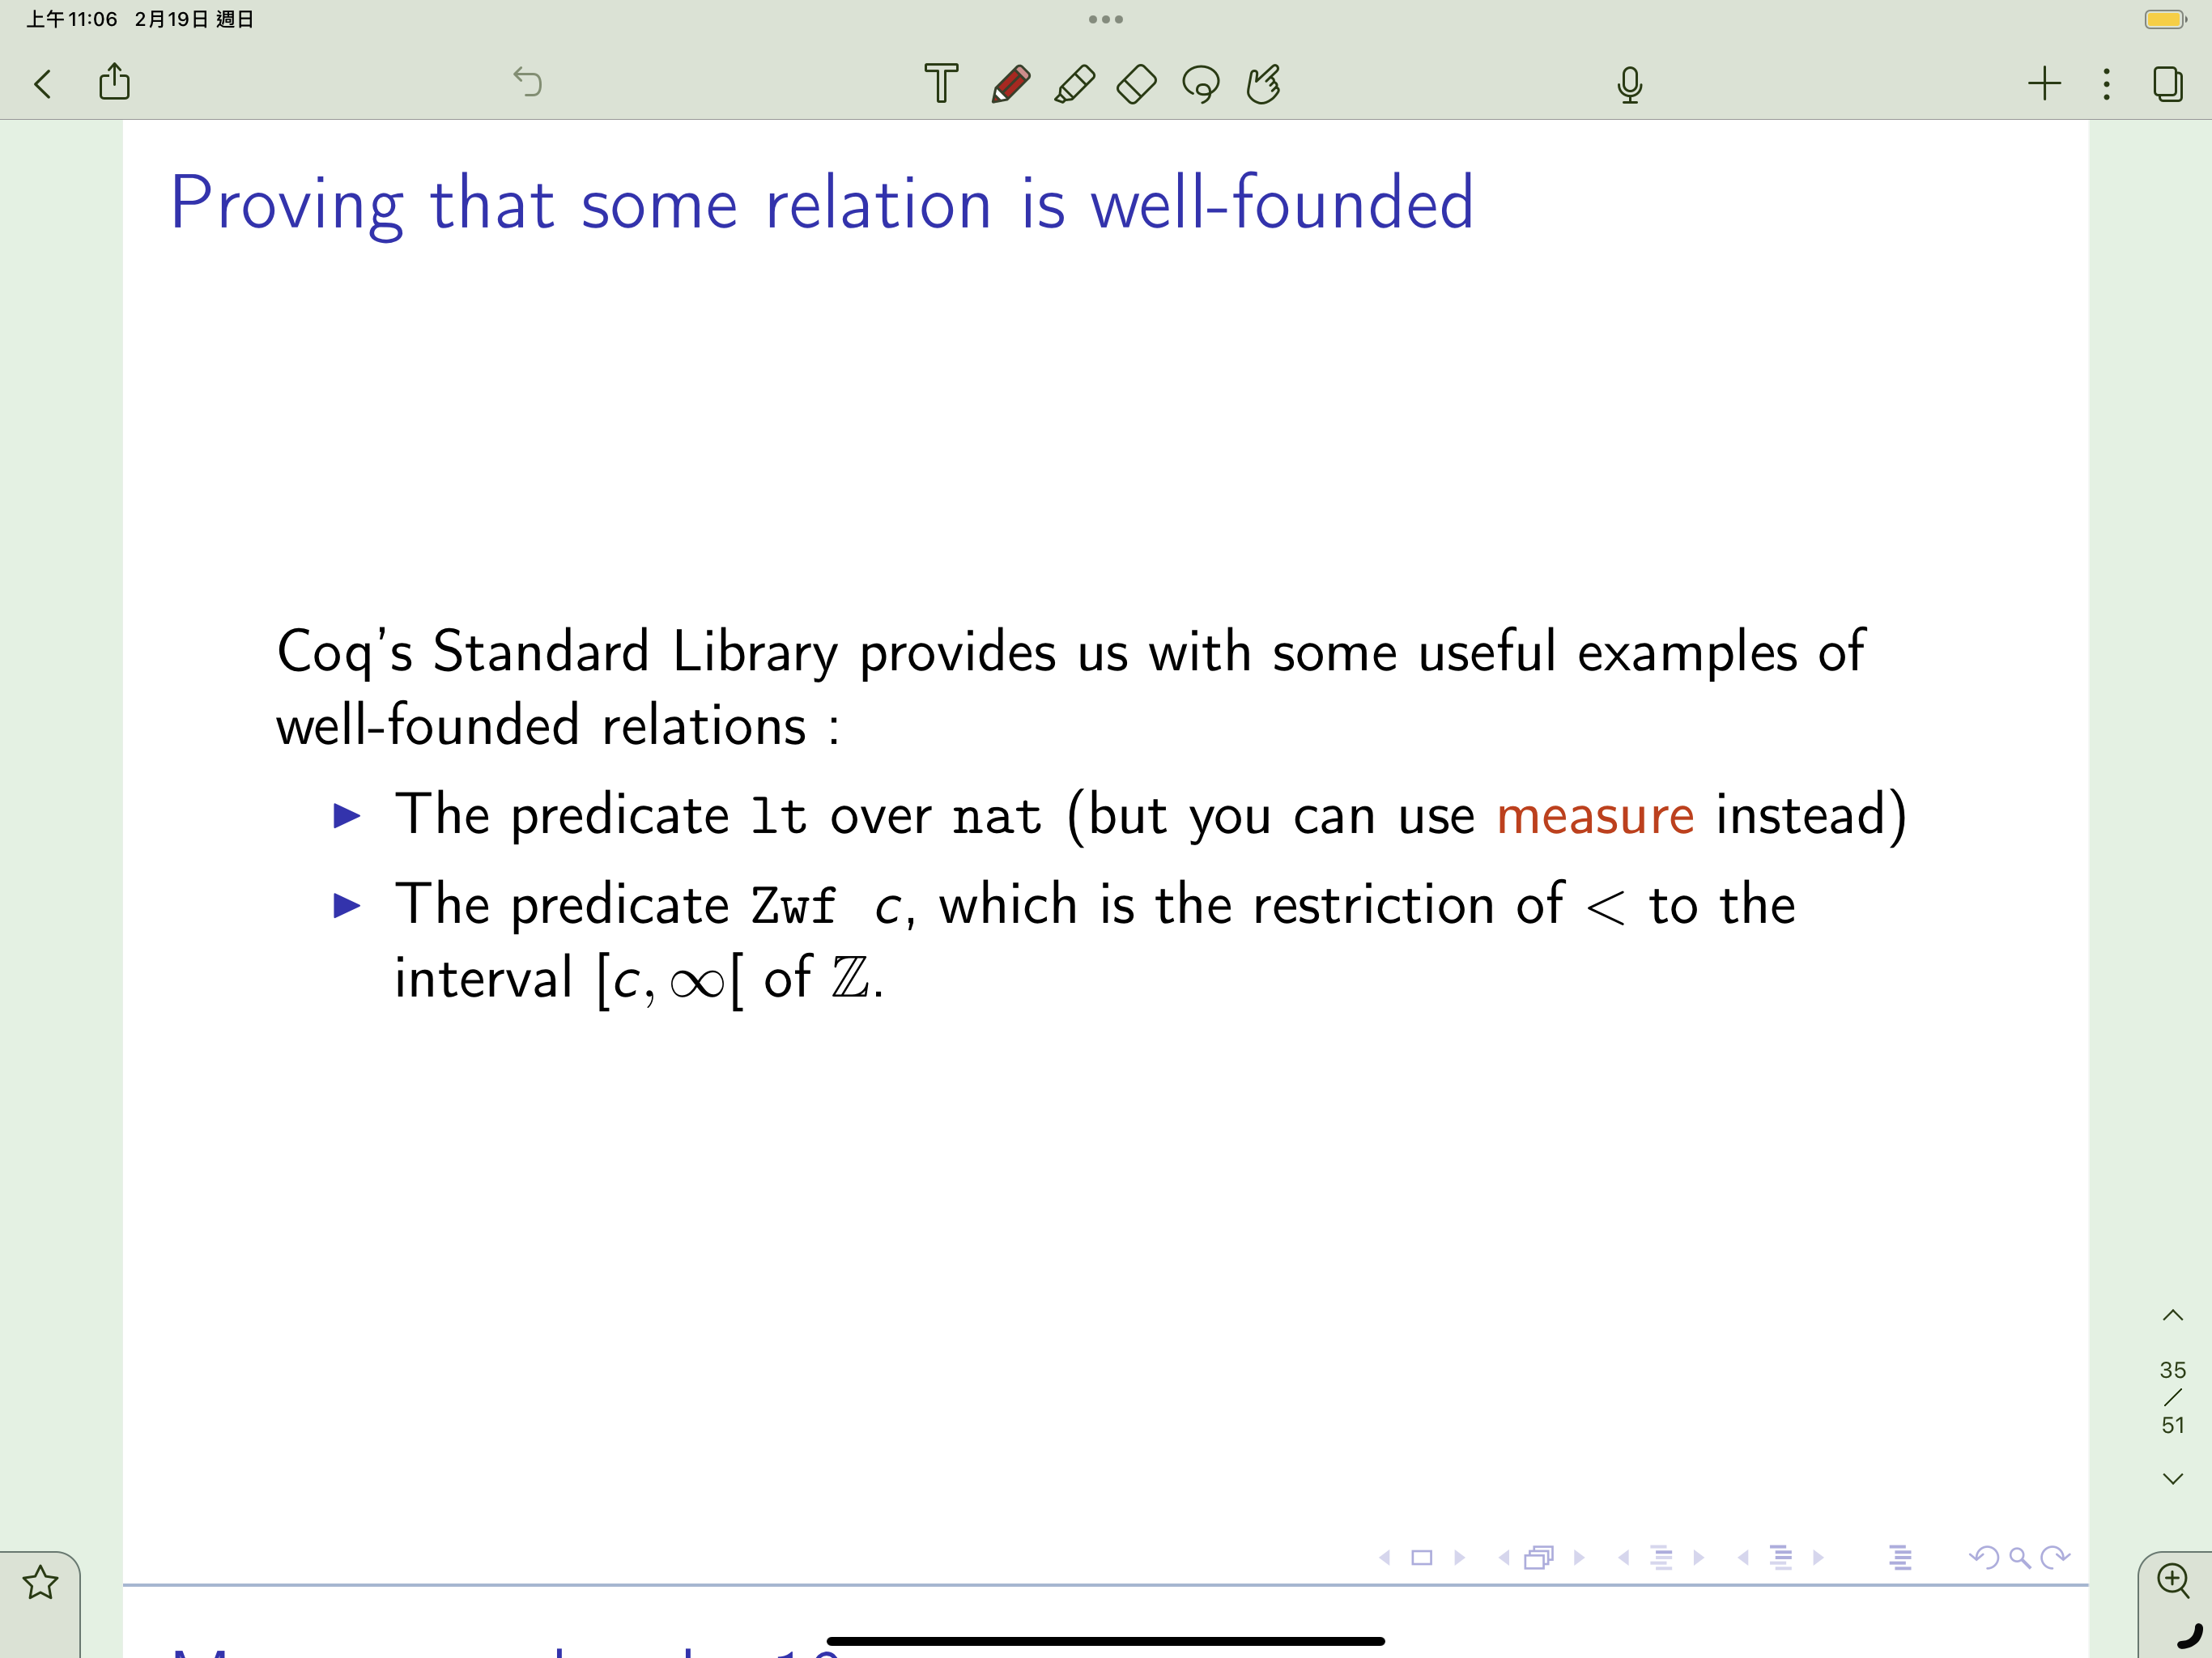 上午11:06 2月19日 週日
Proving that some relation is well-founded
Coq's Standard Library provides us with some useful examples of
well-founded relations :
The predicate lt over nat (but you can use measure instead)
The predicate Zwf c, which is the restriction of < to the
interval [c, ∞[ of ℤ.
35
/
51